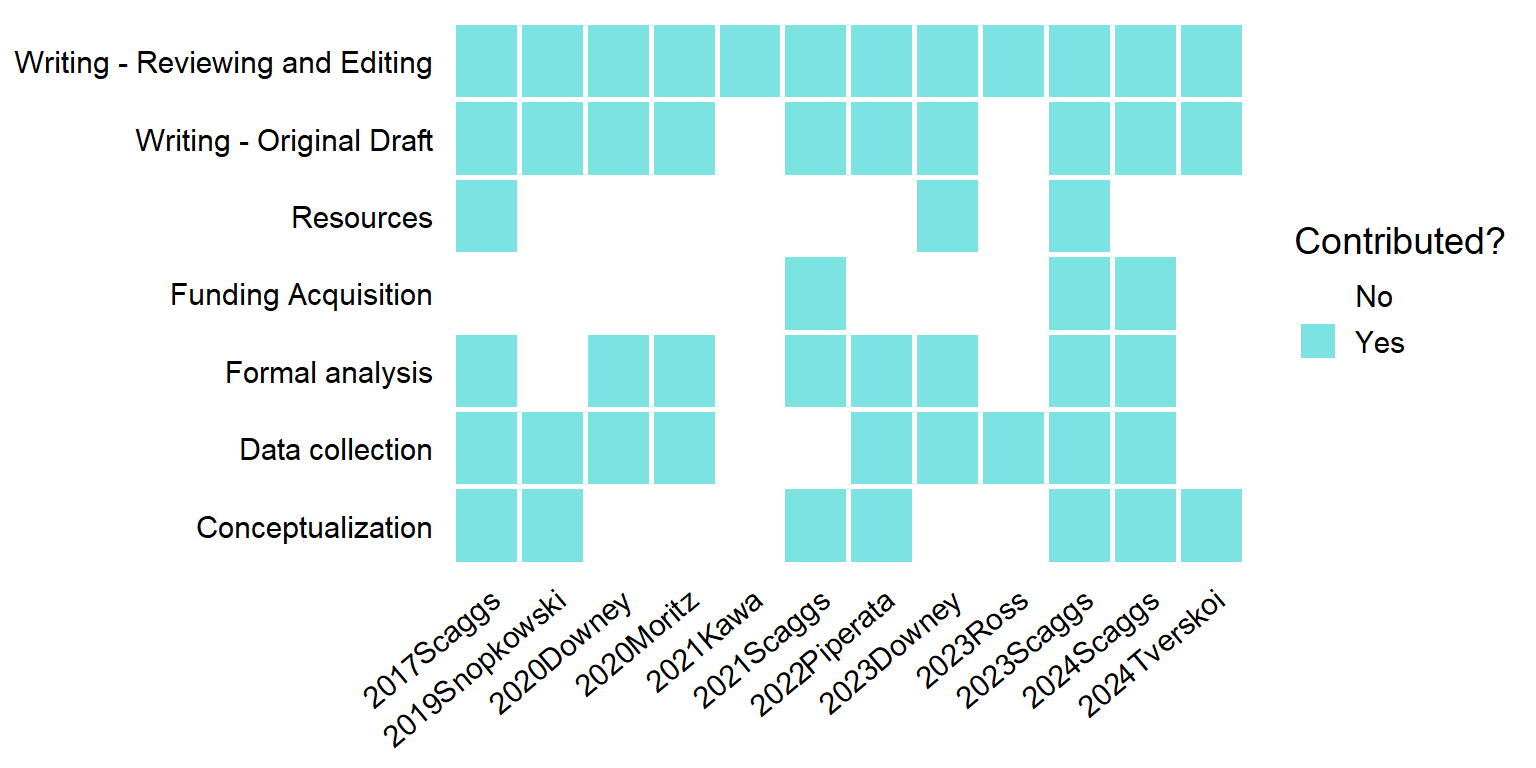 Writing - Reviewing and Editing
Writing - Original Draft
Resources
Funding Acquisition
Formal analysis
Data collection
Conceptualization
2017Scaggs
2019Snopkowski
2020Downey
2020Moritz
2021Kawa
2021Scaggs
2022Piperata
2023Downey
2023Ross
2023Scaggs
2024Scaggs
2024Tverskoi
Contributed?
No
Yes